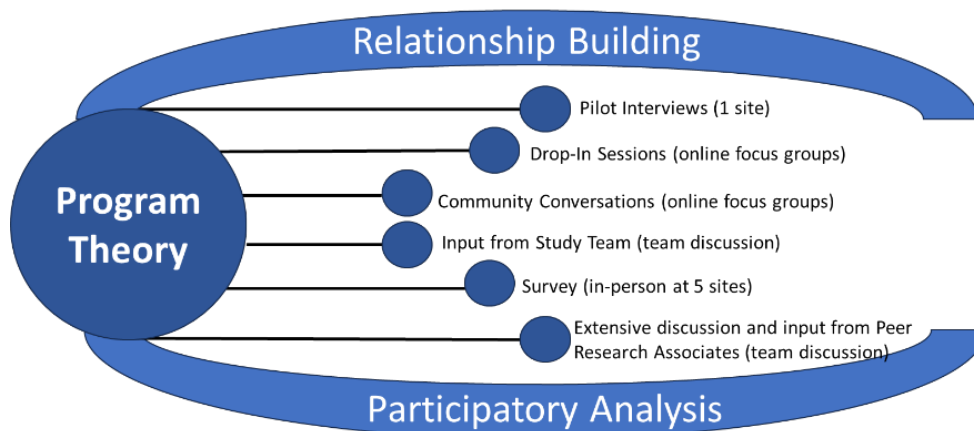 Relationship Building
Pilot Interviews (1 site)
Drop-In Sessions (online focus groups)
Program
Theory
Community Conversations (online focus groups)
Input from Study Team (team discussion)
Survey (in-person at 5 sites)
Extensive discussion and input from Peer
Research Associates (team discussion)
Participatory Analysis